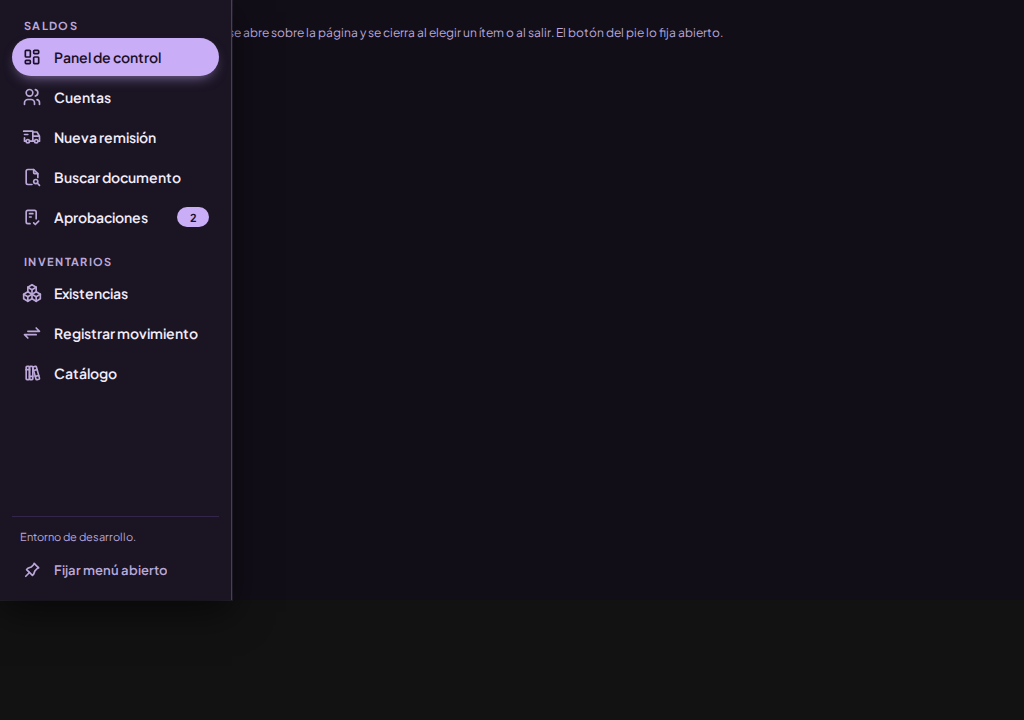 SALDOS
se abre sobre la página y se cierra al elegir un ítem o al salir. El botón del pie lo fija abierto.
Panel de control
Cuentas
Nueva remisión
Buscar documento
Aprobaciones 2
INVENTARIOS
Existencias
Registrar movimiento
Catálogo
Entorno de desarrollo.
Fijar menú abierto